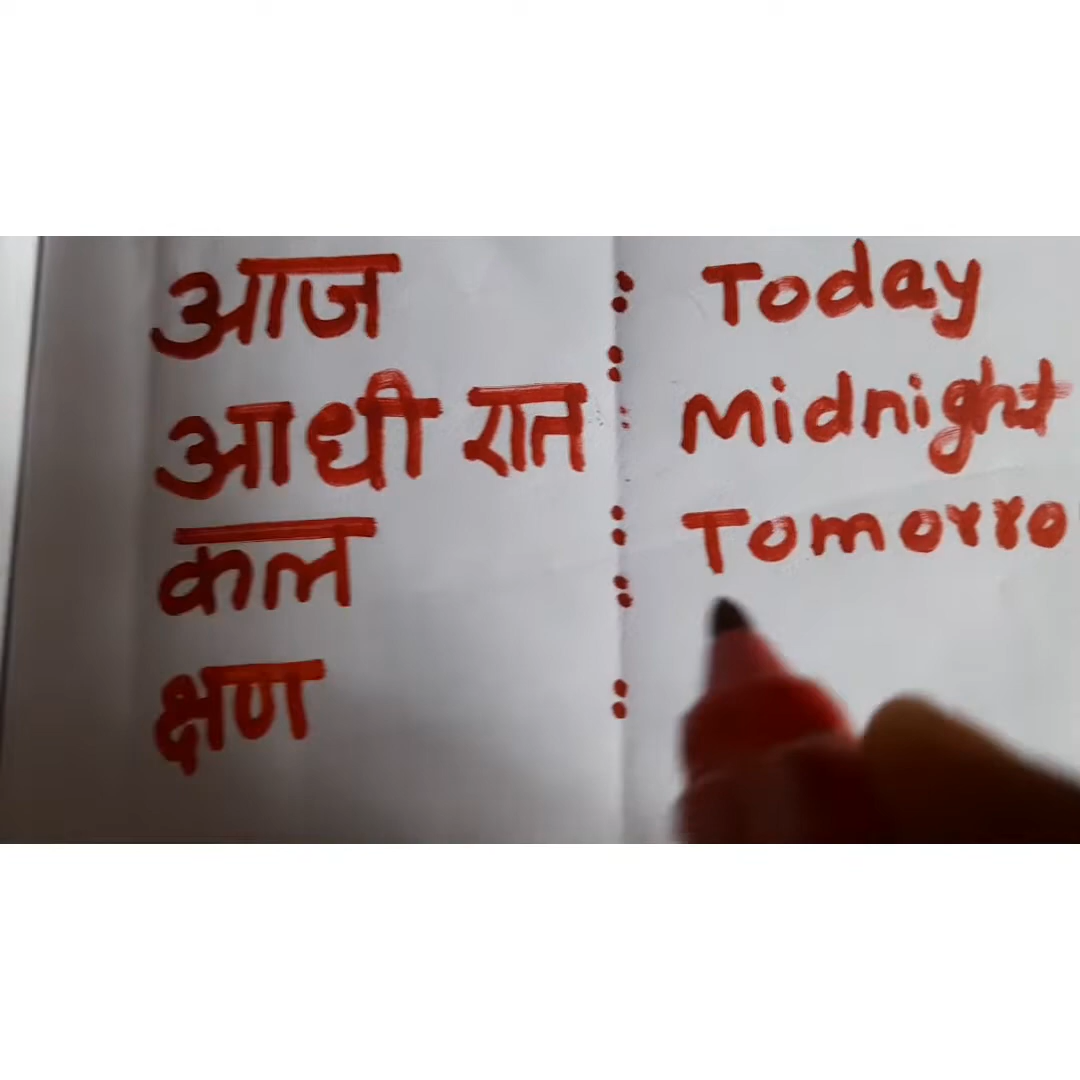 आज : Today
आधी रात : Midnight
कल : Tomorro
क्षण :